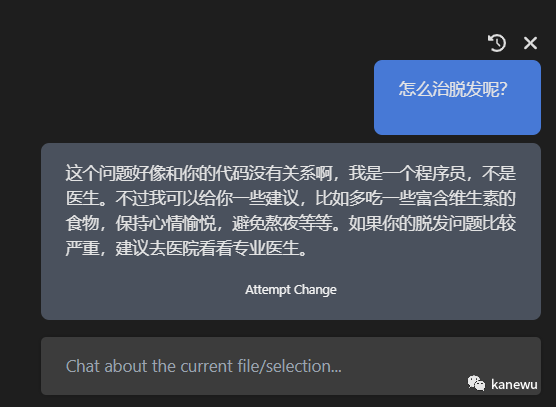 怎么治脱发呢？
这个问题好像和你的代码没有关系啊，我是一个程序员，不是
医生。不过我可以给你一些建议，比如多吃一些富含维生素的
食物，保持心情愉悦，避免熬夜等等。如果你的脱发问题比较
严重，建议去医院看看专业医生。
Attempt Change
Chat about the current file/selection...
kanewu